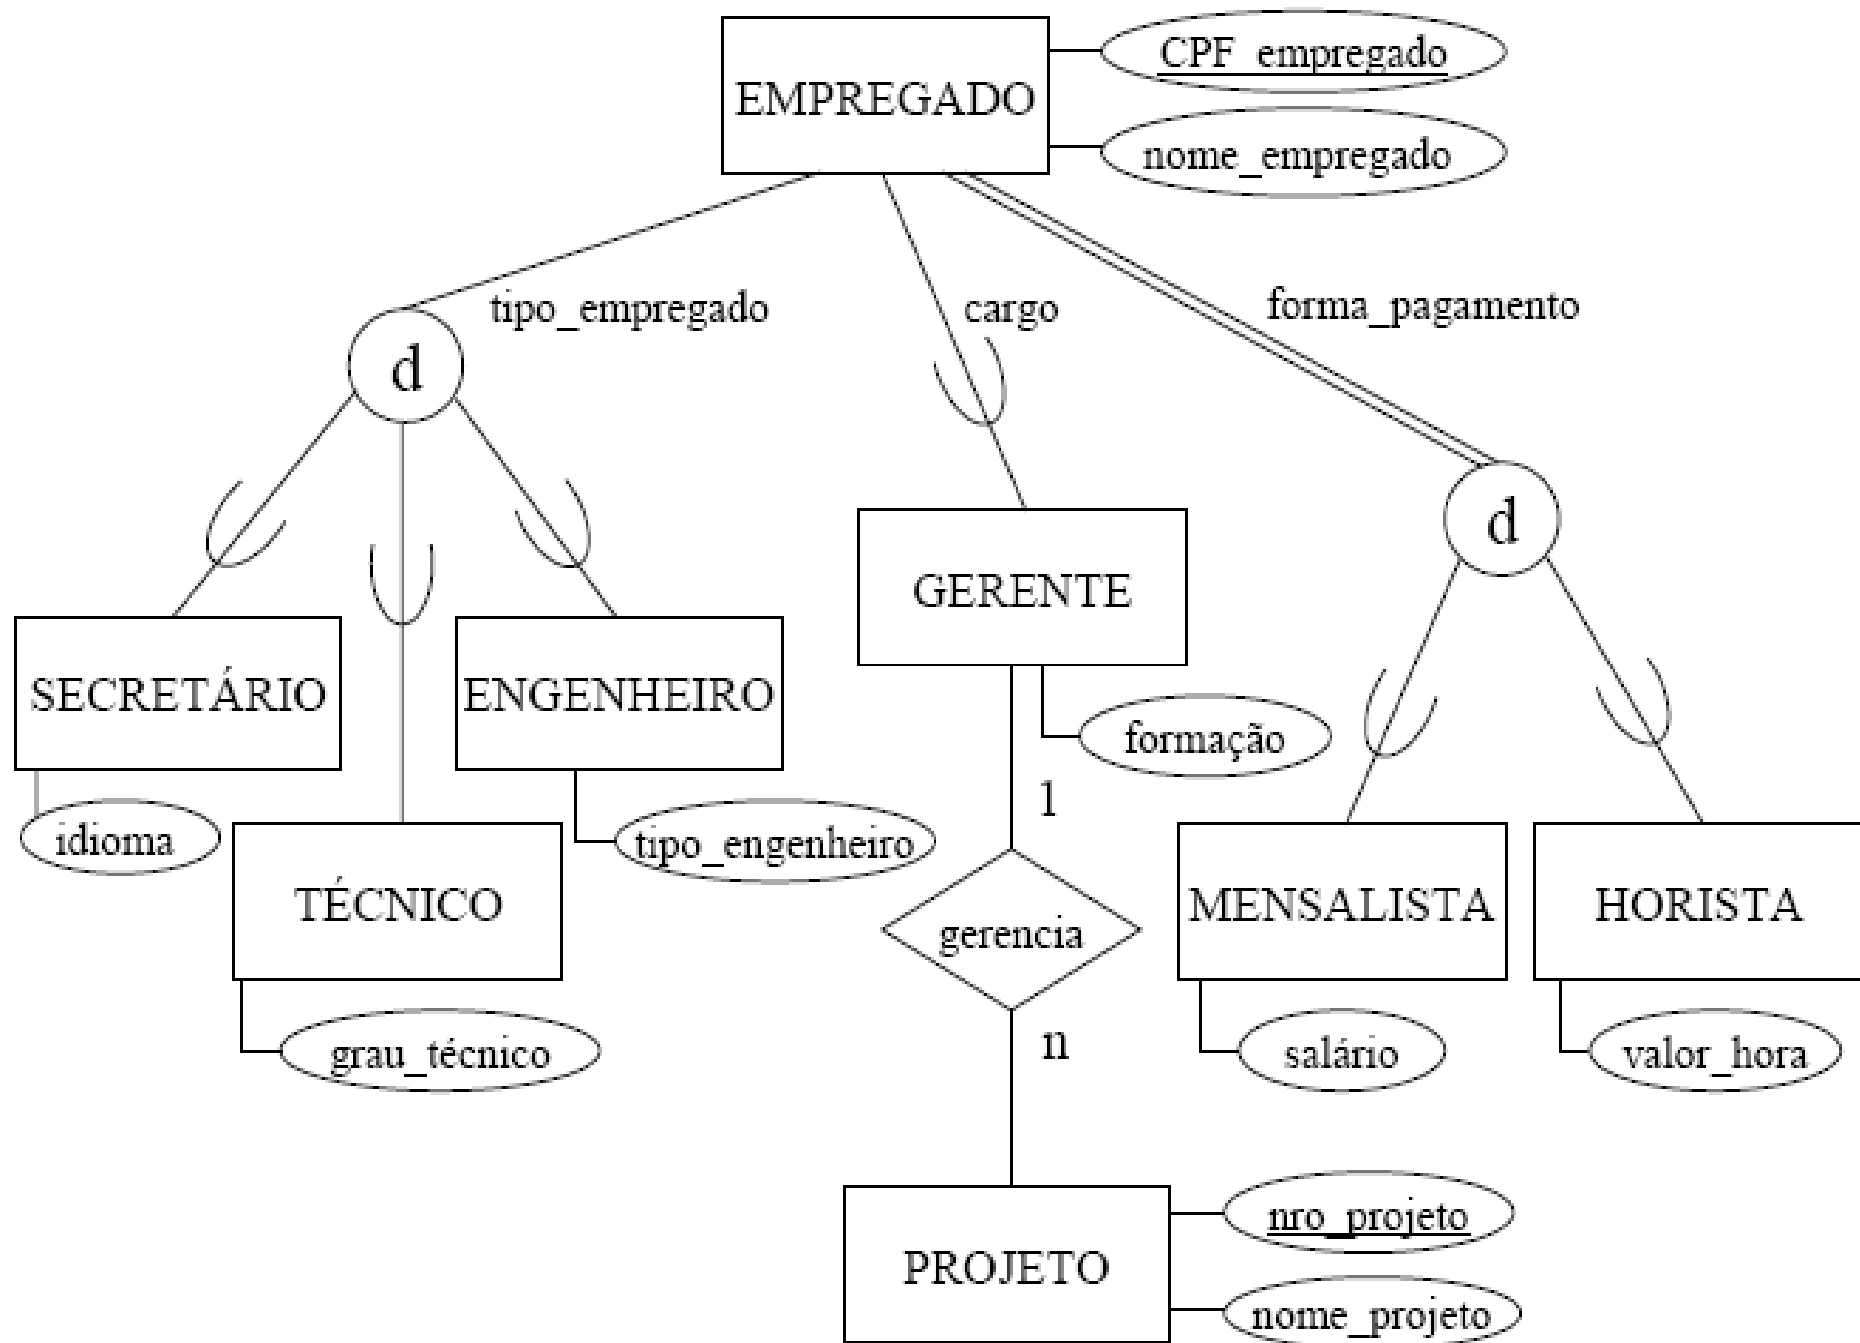 CPF_empregado
EMPREGADO
nome_empregado
tipo_empregado
cargo
forma_pagamento
d
d
GERENTE
SECRETÁRIO
ENGENHEIRO
formação
1
idioma
tipo_engenheiro
TÉCNICO
gerencia
MENSALISTA
HORISTA
grau_técnico
n
salário
valor_hora
nro_projeto
PROJETO
nome_projeto